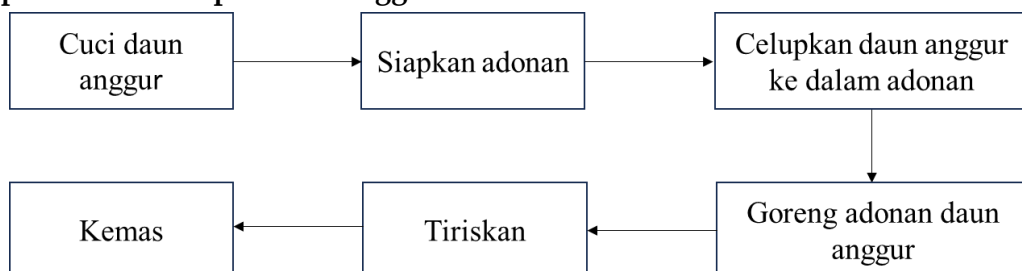 Cuci daun
anggur
Siapkan adonan
Celupkan daun anggur
ke dalam adonan
Goreng adonan daun
anggur
Tiriskan
Kemas